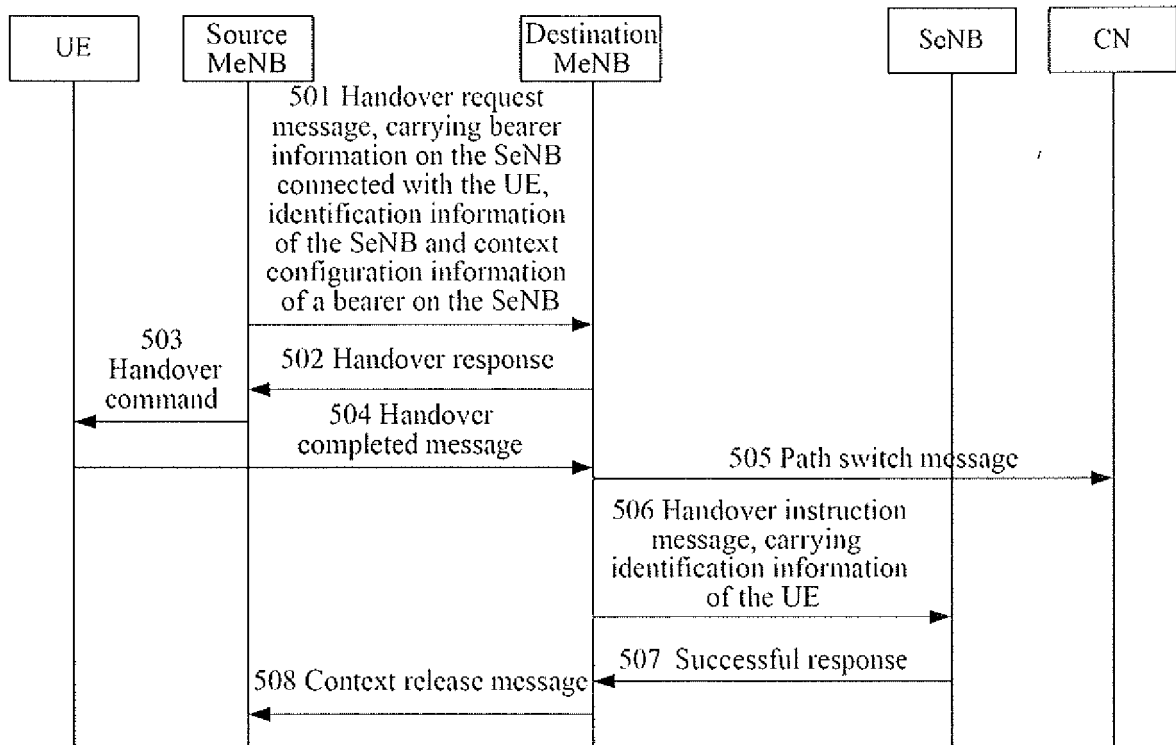 UE
Source
MeNB
Destination
MeNB
SeNB
CN
501 Handover request
message, carrying bearer
information on the SeNB
connected with the UE,
identification information
of the SeNB and context
configuration information
of a bearer on the SeNB
503
Handover
command
502 Handover response
504 Handover
completed message
505 Path switch message
506 Handover instruction
message, carrying
identification information
of the UE
507 Successful response
508 Context release message